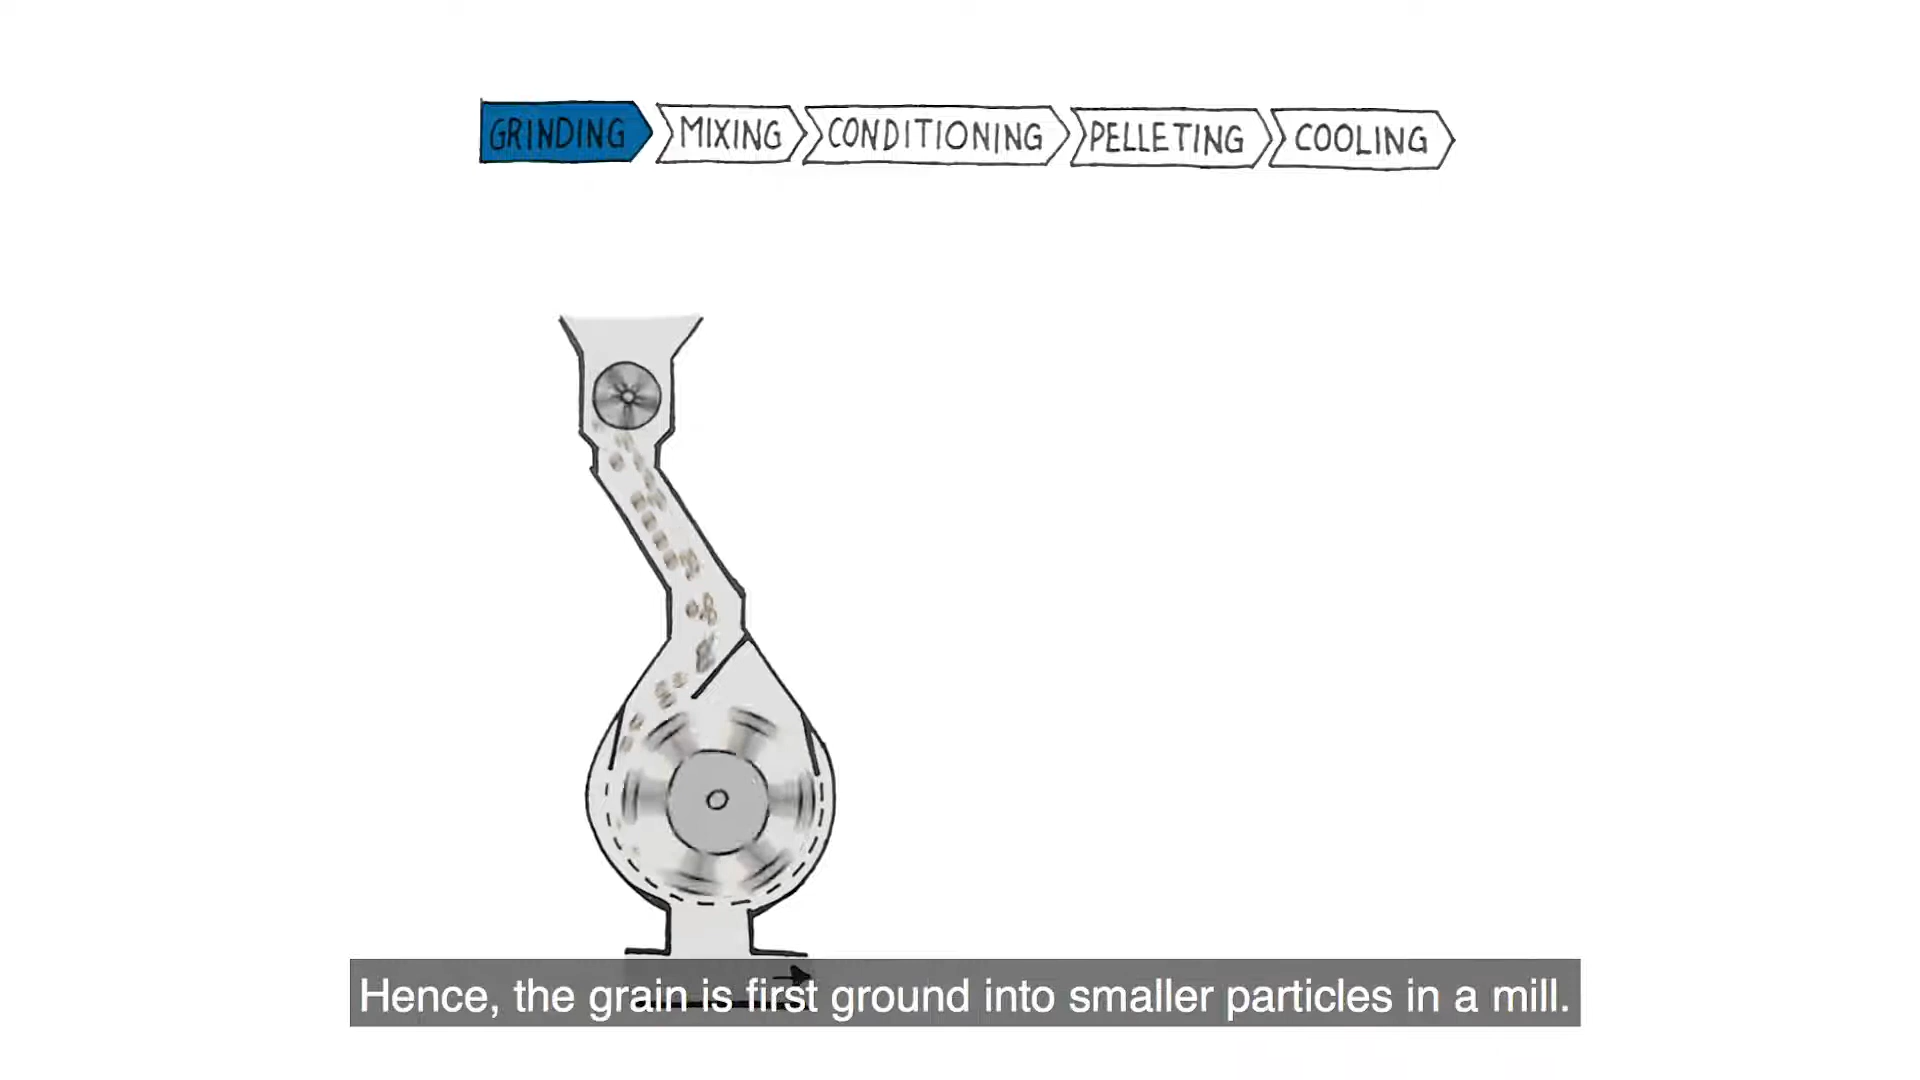 GRINDING MIXING CONDITIONING PELLETING COOLING
Hence, the grain is first ground into smaller particles in a mill.